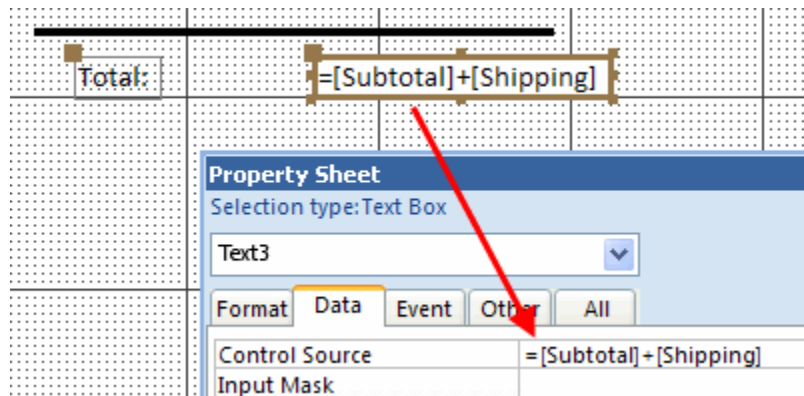 Total: =[Subtotal]+[Shipping]
Property Sheet
Selection type:Text Box
Text3
Format Data Event Other All
Control Source =[Subtotal]+[Shipping]
Input Mask